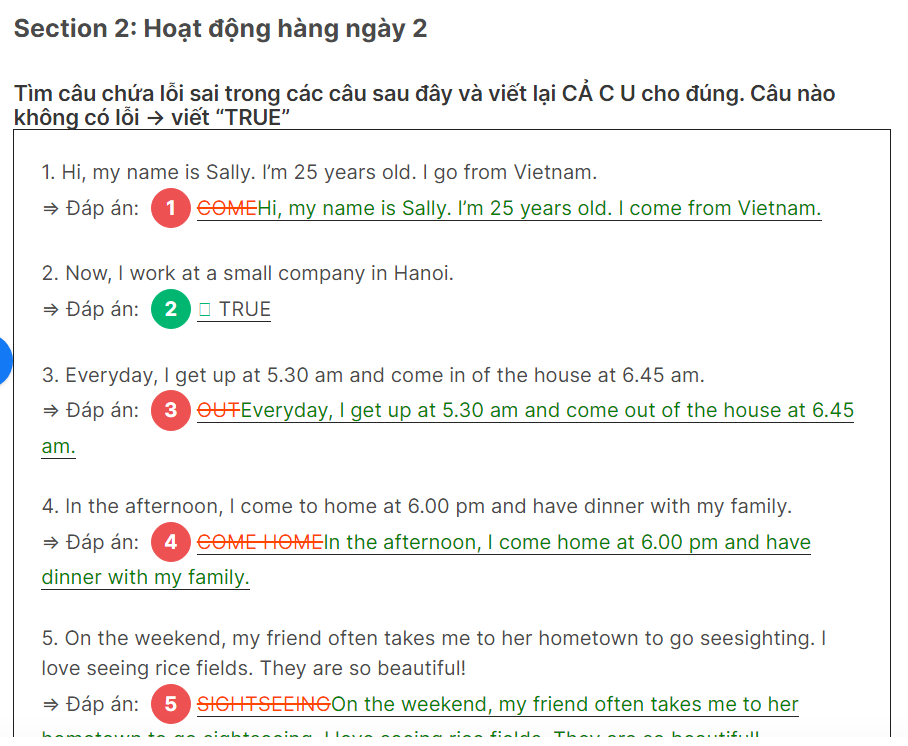 Section 2: Hoạt động hàng ngày 2
Tìm câu chứa lỗi sai trong các câu sau đây và viết lại CẢ C U cho đúng. Câu nào
không có lỗi → viết “TRUE”
1. Hi, my name is Sally. I’m 25 years old. I go from Vietnam.
⇒ Đáp án: 1 COMEHi, my name is Sally. I’m 25 years old. I come from Vietnam.
2. Now, I work at a small company in Hanoi.
⇒ Đáp án: 2 TRUE
3. Everyday, I get up at 5.30 am and come in of the house at 6.45 am.
⇒ Đáp án: 3 OUTEveryday, I get up at 5.30 am and come out of the house at 6.45
am.
4. In the afternoon, I come to home at 6.00 pm and have dinner with my family.
⇒ Đáp án: 4 COME HOMEIn the afternoon, I come home at 6.00 pm and have
dinner with my family.
5. On the weekend, my friend often takes me to her hometown to go seesighting. I
love seeing rice fields. They are so beautiful!
⇒ Đáp án: 5 SIGHTSEEINGOn the weekend, my friend often takes me to her